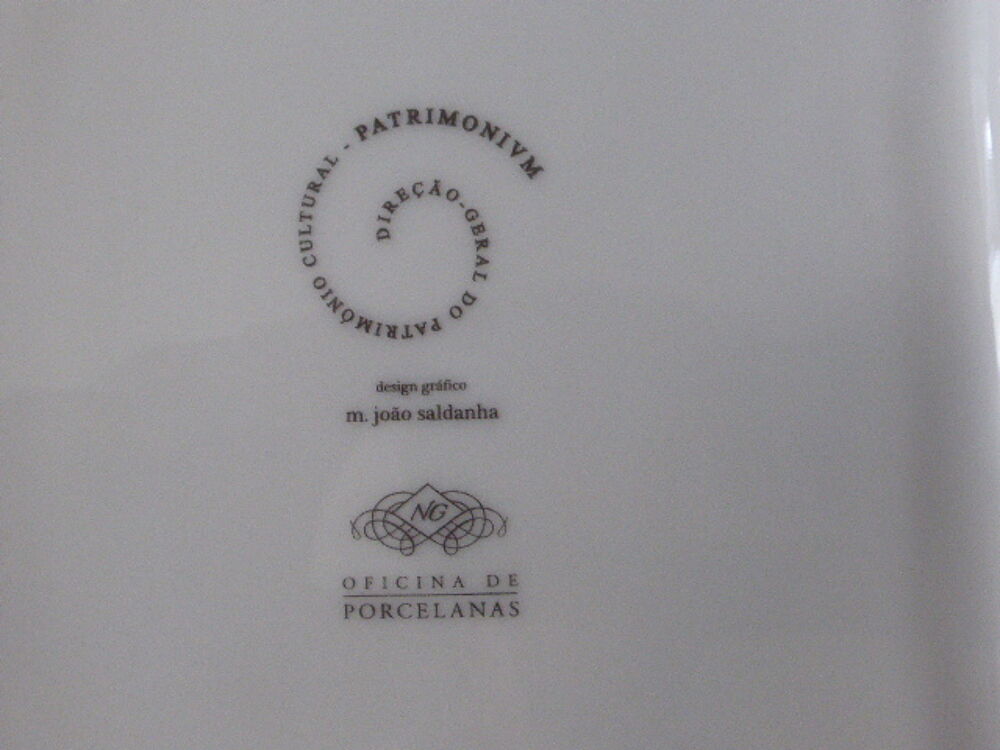 DIREÇÃO-GERAL DO PATRIMÓNIO CULTURAL - PATRIMONIVM
design gráfico
m. joão saldanha
NG
OFICINA DE
PORCELANAS